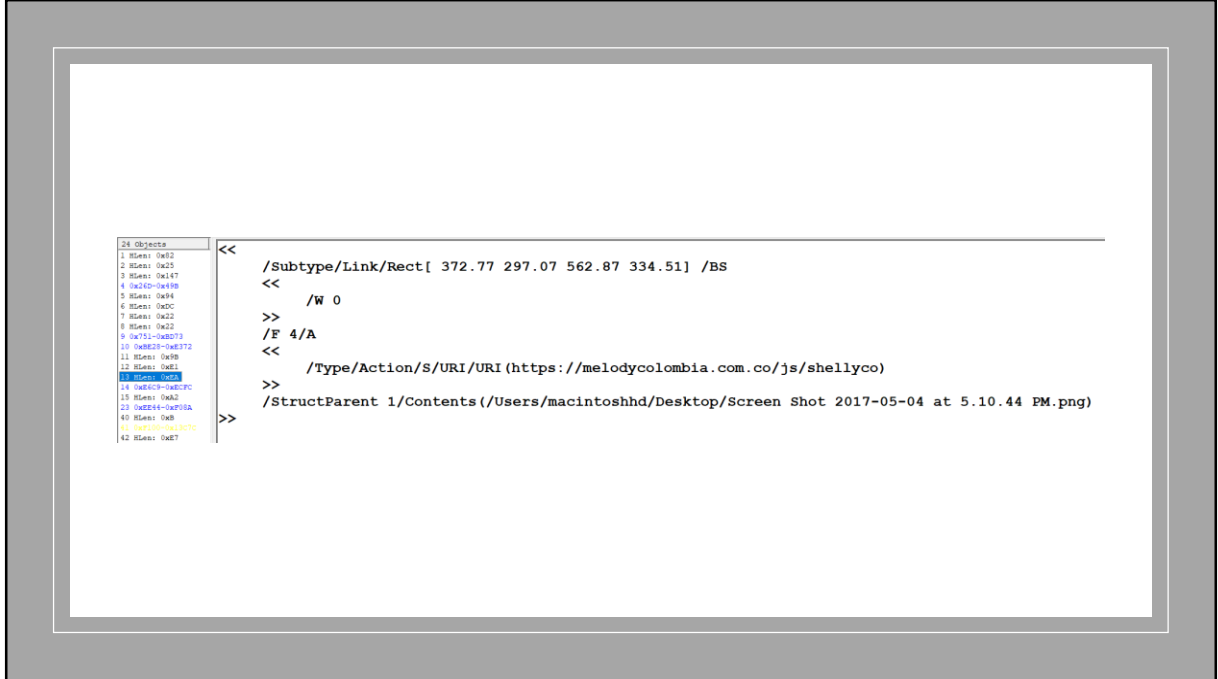 24 Objects
1 HLen: 0x82
2 HLen: 0x25
3 HLen: 0x147
4 0x26D-0x49B
5 HLen: 0x94
6 HLen: 0xDC
7 HLen: 0x22
8 HLen: 0x22
9 0x751-0xBD73
10 0xBE28-0xE372
11 HLen: 0x9B
12 HLen: 0xE1
13 HLen: 0xEA
14 0xE6C9-0xECFC
15 HLen: 0xA2
23 0xEE44-0xF08A
40 HLen: 0xB
42 HLen: 0xE7
<<
/Subtype/Link/Rect[ 372.77 297.07 562.87 334.51] /BS
<<
/W 0
>>
/F 4/A
<<
/Type/Action/S/URI/URI(https://melodycolombia.com.co/js/shellyco)
>>
/StructParent 1/Contents(/Users/macintoshhd/Desktop/Screen Shot 2017-05-04 at 5.10.44 PM.png)
>>